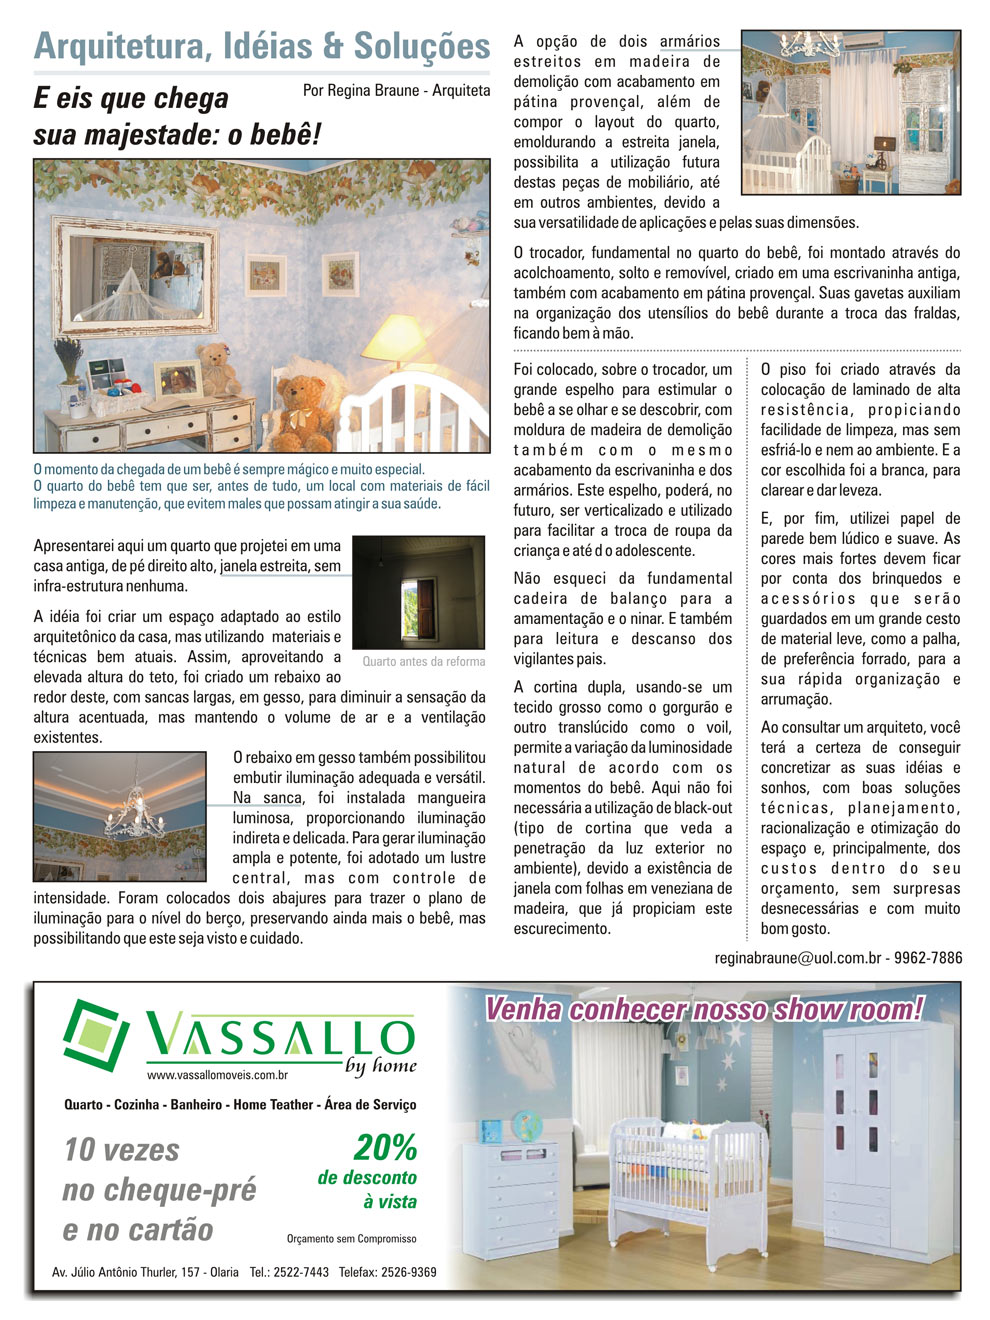 Arquitetura, Idéias & Soluções
E eis que chega
sua majestade: o bebê!
Por Regina Braune - Arquiteta
O momento da chegada de um bebê é sempre mágico e muito especial.
O quarto do bebê tem que ser, antes de tudo, um local com materiais de fácil
limpeza e manutenção, que evitem males que possam atingir a sua saúde.
Apresentarei aqui um quarto que projetei em uma
casa antiga, de pé direito alto, janela estreita, sem
infra-estrutura nenhuma.
A idéia foi criar um espaço adaptado ao estilo
arquitetônico da casa, mas utilizando materiais e
técnicas bem atuais. Assim, aproveitando a
elevada altura do teto, foi criado um rebaixo ao
redor deste, com sancas largas, em gesso, para diminuir a sensação da
altura acentuada, mas mantendo o volume de ar e a ventilação
existentes.
Quarto antes da reforma
O rebaixo em gesso também possibilitou
embutir iluminação adequada e versátil.
Na sanca, foi instalada mangueira
luminosa, proporcionando iluminação
indireta e delicada. Para gerar iluminação
ampla e potente, foi adotado um lustre
central, mas com controle de
intensidade. Foram colocados dois abajures para trazer o plano de
iluminação para o nível do berço, preservando ainda mais o bebê, mas
possibilitando que este seja visto e cuidado.
A opção de dois armários
estreitos em madeira de
demolição com acabamento em
pátina provençal, além de
compor o layout do quarto,
emoldurando a estreita janela,
possibilita a utilização futura
destas peças de mobiliário, até
em outros ambientes, devido a
sua versatilidade de aplicações e pelas suas dimensões.
O trocador, fundamental no quarto do bebê, foi montado através do
acolchoamento, solto e removível, criado em uma escrivaninha antiga,
também com acabamento em pátina provençal. Suas gavetas auxiliam
na organização dos utensílios do bebê durante a troca das fraldas,
ficando bem à mão.
Foi colocado, sobre o trocador, um
grande espelho para estimular o
bebê a se olhar e se descobrir, com
moldura de madeira de demolição
também com o mesmo
acabamento da escrivaninha e dos
armários. Este espelho, poderá, no
futuro, ser verticalizado e utilizado
para facilitar a troca de roupa da
criança e até d o adolescente.
Não esqueci da fundamental
cadeira de balanço para a
amamentação e o ninar. E também
para leitura e descanso dos
vigilantes pais.
A cortina dupla, usando-se um
tecido grosso como o gorgurão e
outro translúcido como o voil,
permite a variação da luminosidade
natural de acordo com os
momentos do bebê. Aqui não foi
necessária a utilização de black-out
(tipo de cortina que veda a
penetração da luz exterior no
ambiente), devido a existência de
janela com folhas em veneziana de
madeira, que já propiciam este
escurecimento.
O piso foi criado através da
colocação de laminado de alta
resistência, propiciando
facilidade de limpeza, mas sem
esfriá-lo e nem ao ambiente. E a
cor escolhida foi a branca, para
clarear e dar leveza.
E, por fim, utilizei papel de
parede bem lúdico e suave. As
cores mais fortes devem ficar
por conta dos brinquedos e
acessórios que serão
guardados em um grande cesto
de material leve, como a palha,
de preferência forrado, para a
sua rápida organização e
arrumação.
Ao consultar um arquiteto, você
terá a certeza de conseguir
concretizar as suas idéias e
sonhos, com boas soluções
técnicas, planejamento,
racionalização e otimização do
espaço e, principalmente, dos
custos dentro do seu
orçamento, sem surpresas
desnecessárias e com muito
bom gosto.
reginabraune@uol.com.br - 9962-7886
VASSALLO
by home
www.vassallomoveis.com.br
Quarto - Cozinha - Banheiro - Home Teather - Área de Serviço
10 vezes
no cheque-pré
e no cartão
20%
de desconto
à vista
Orçamento sem Compromisso
Av. Júlio Antônio Thurler, 157 - Olaria Tel.: 2522-7443 Telefax: 2526-9369
Venha conhecer nosso show room!